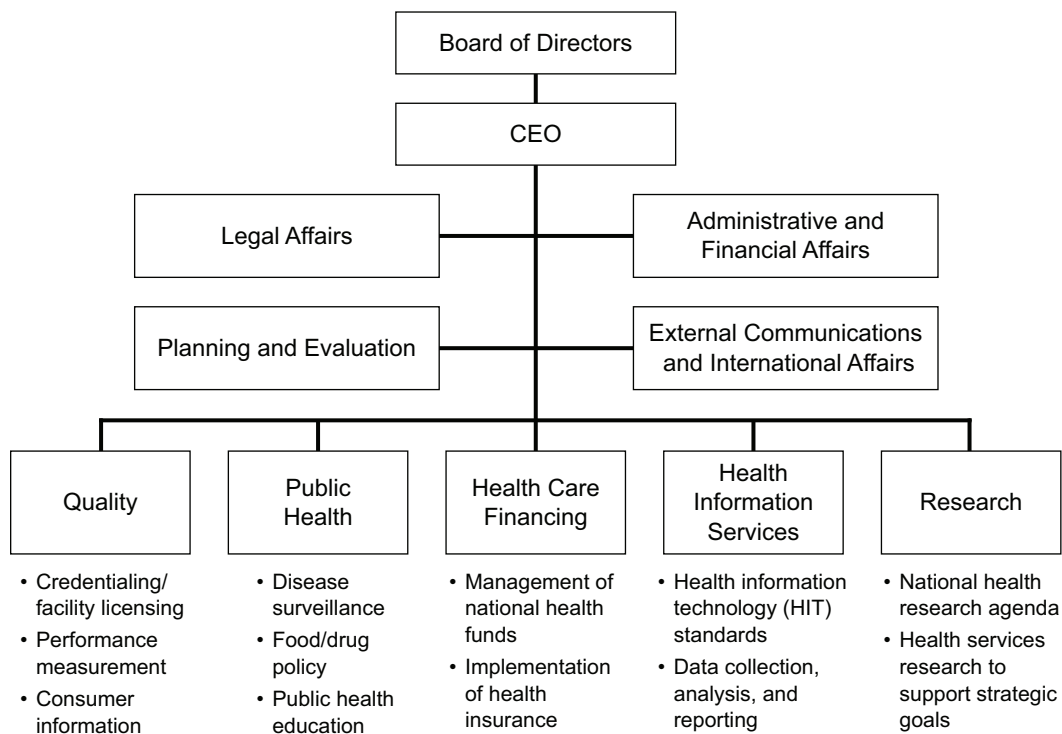 Board of Directors
CEO
Legal Affairs
Administrative and
Financial Affairs
Planning and Evaluation
External Communications
and International Affairs
Quality
Public
Health
Health Care
Financing
Health
Information
Services
Research
• Credentialing/
facility licensing
• Performance
measurement
• Consumer
information
• Disease
surveillance
• Food/drug
policy
• Public health
education
• Management of
national health
funds
• Implementation
of health
insurance
• Health information
technology (HIT)
standards
• Data collection,
analysis, and
reporting
• National health
research agenda
• Health services
research to
support strategic
goals